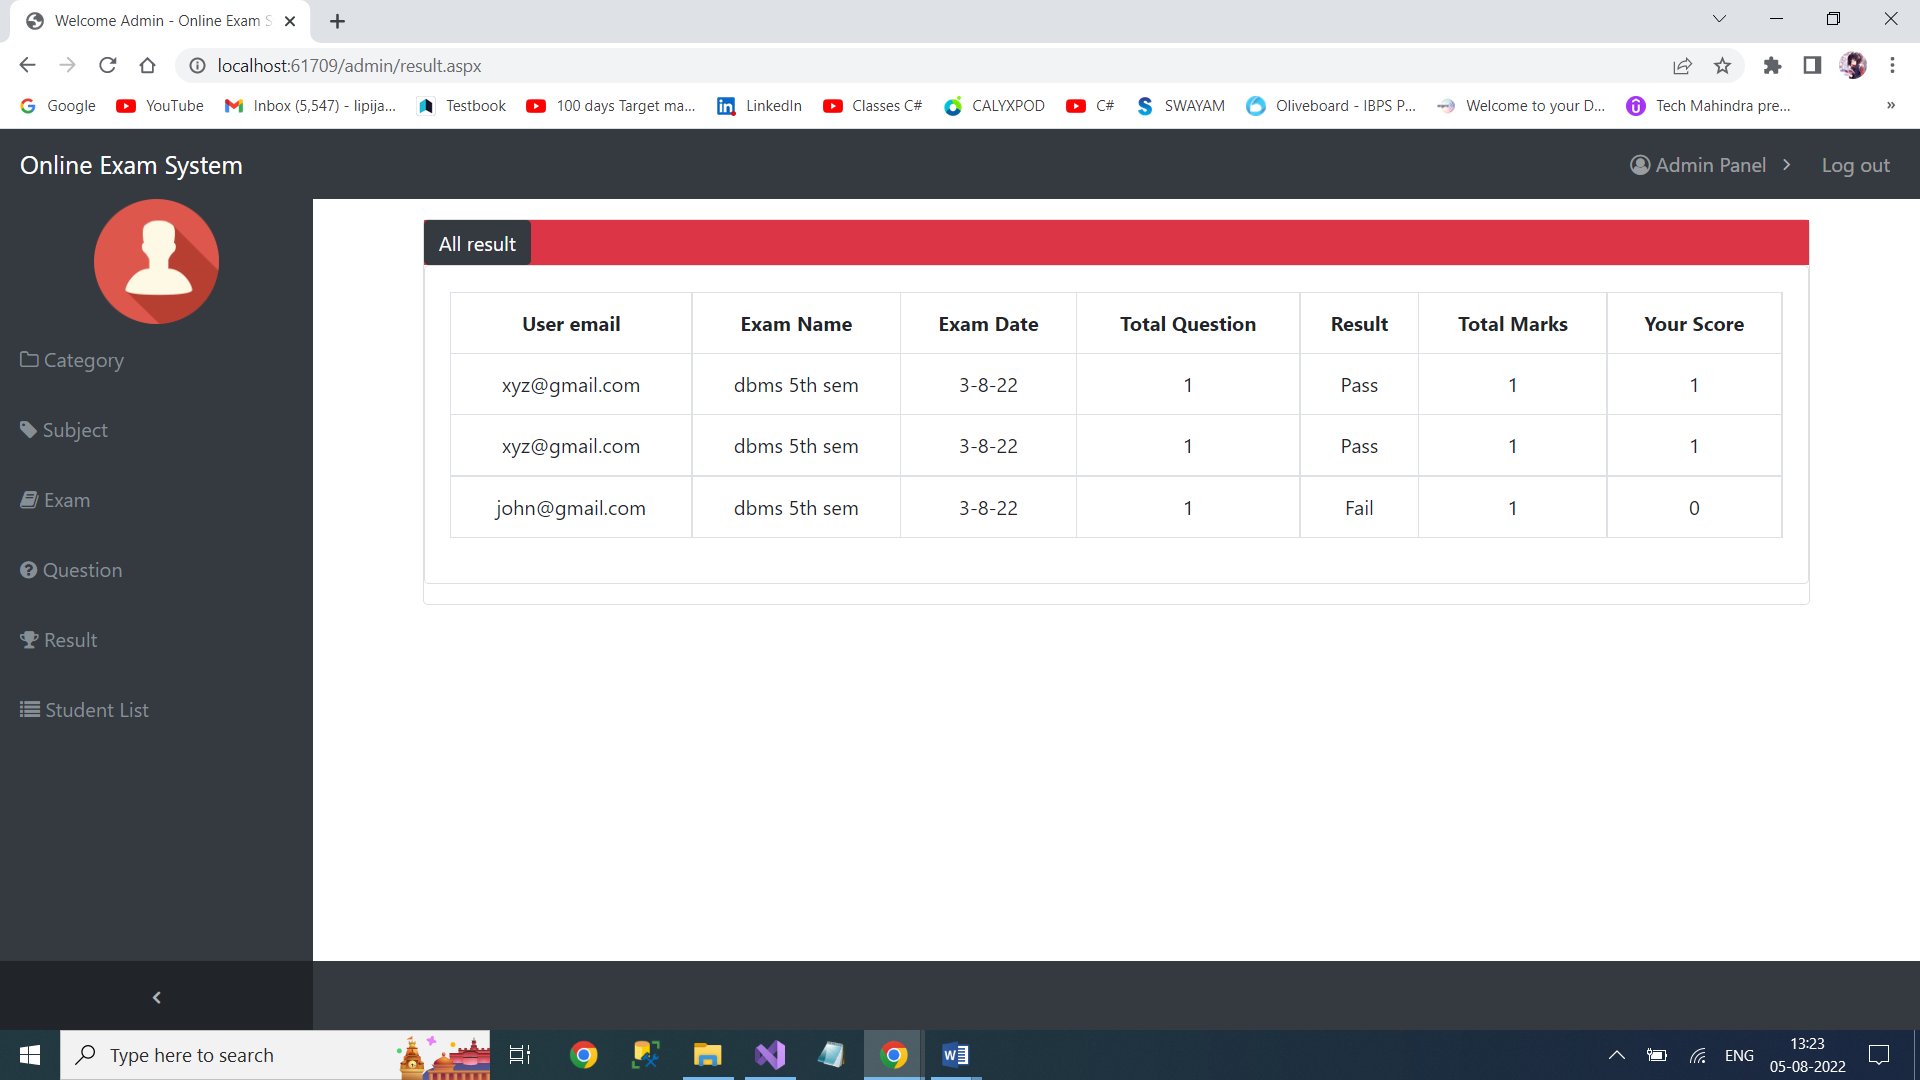 Welcome Admin - Online Exam S
localhost:61709/admin/result.aspx
Google YouTube Inbox (5,547) - lipija... Testbook 100 days Target ma... LinkedIn Classes C# CALYXPOD C# SWAYAM Oliveboard - IBPS P... Welcome to your D... Tech Mahindra pre... »
Online Exam System Admin Panel Log out
All result
User email Exam Name Exam Date Total Question Result Total Marks Your Score
xyz@gmail.com dbms 5th sem 3-8-22 1 Pass 1 1
xyz@gmail.com dbms 5th sem 3-8-22 1 Pass 1 1
john@gmail.com dbms 5th sem 3-8-22 1 Fail 1 0
Category
Subject
Exam
Question
Result
Student List
Type here to search
ENG
13:23
05-08-2022